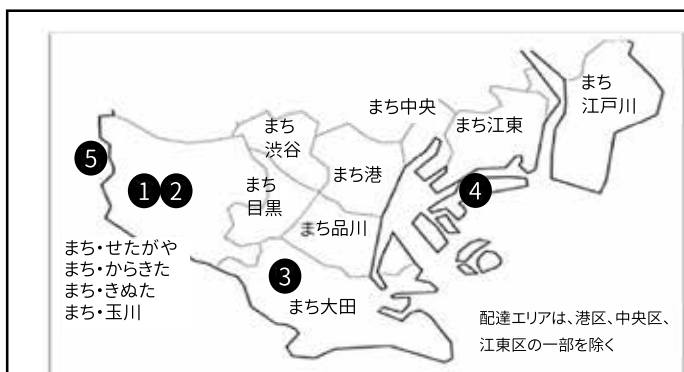 まち中央
まち
江戸川
まち
渋谷
まち江東
まち港
⑤
①②
④
まち
目黒
まち品川
まち・せたがや
まち・からきた
まち・きぬた
まち・玉川
③
まち大田
配達エリアは、港区、中央区、
江東区の一部を除く